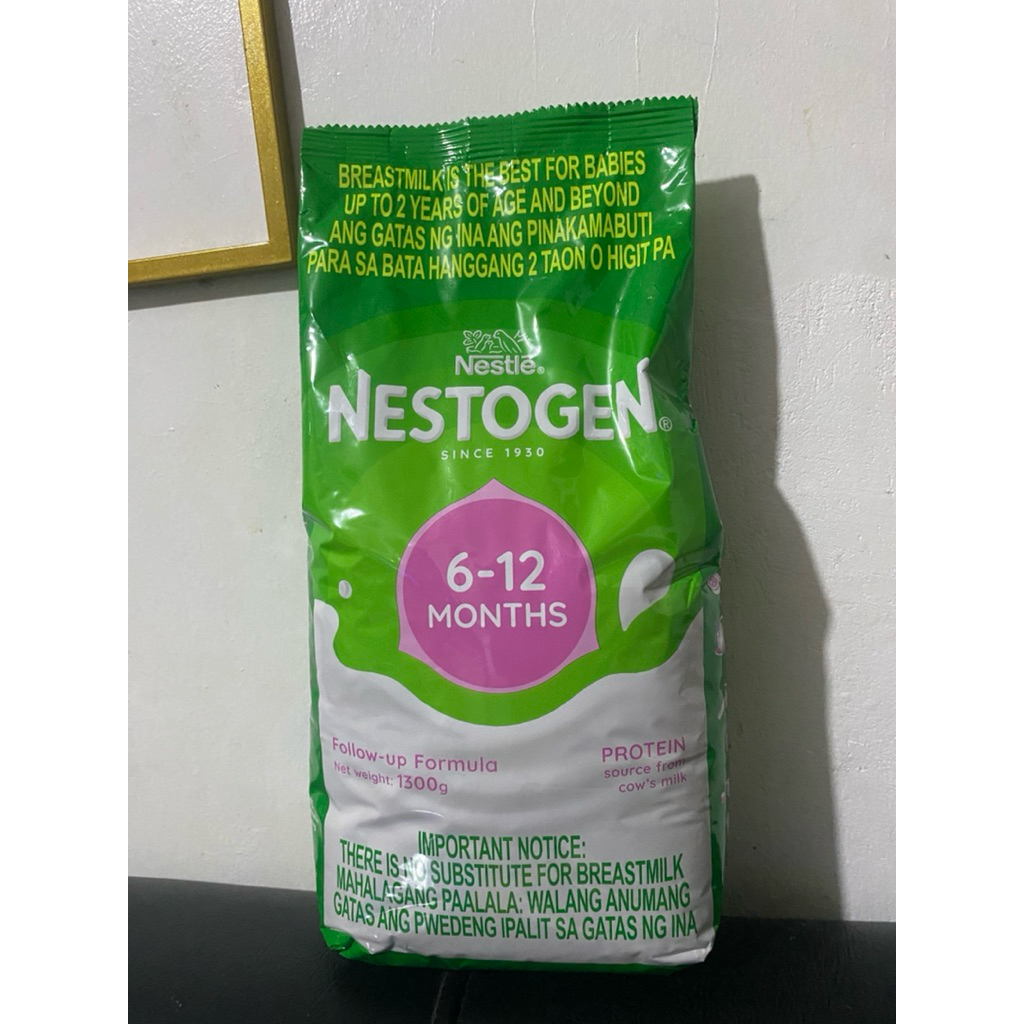 BREASTMILK IS THE BEST FOR BABIES
UP TO 2 YEARS OF AGE AND BEYOND
ANG GATAS NG INA ANG PINAKAMABUTI
PARA SA BATA HANGGANG 2 TAON O HIGIT PA
Nestlé®
NESTOGEN®
SINCE 1930
6-12
MONTHS
Follow-up Formula
Net weight: 1300g
PROTEIN
source from
cow's milk
IMPORTANT NOTICE:
THERE IS NO SUBSTITUTE FOR BREASTMILK
MAHALAGANG PAALALA: WALANG ANUMANG
GATAS ANG PWEDENG IPALIT SA GATAS NG INA